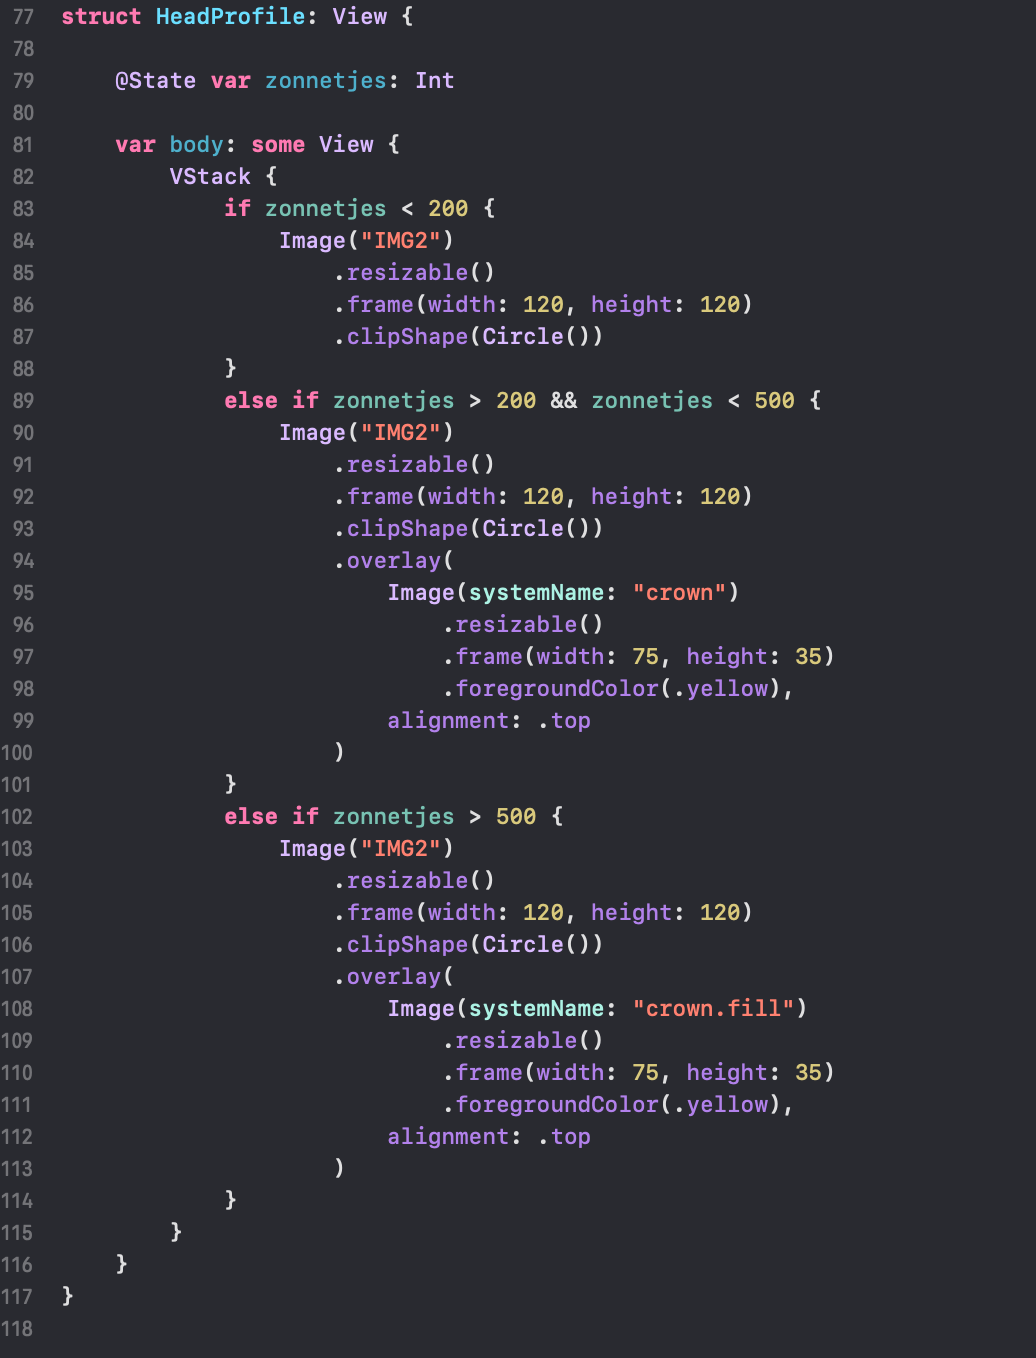 77 struct HeadProfile: View {
78
79     @State var zonnetjes: Int
80
81     var body: some View {
82         VStack {
83             if zonnetjes < 200 {
84                 Image("IMG2")
85                     .resizable()
86                     .frame(width: 120, height: 120)
87                     .clipShape(Circle())
88             }
89             else if zonnetjes > 200 && zonnetjes < 500 {
90                 Image("IMG2")
91                     .resizable()
92                     .frame(width: 120, height: 120)
93                     .clipShape(Circle())
94                     .overlay(
95                         Image(systemName: "crown")
96                             .resizable()
97                             .frame(width: 75, height: 35)
98                             .foregroundColor(.yellow),
99                         alignment: .top
100                     )
101             }
102             else if zonnetjes > 500 {
103                 Image("IMG2")
104                     .resizable()
105                     .frame(width: 120, height: 120)
106                     .clipShape(Circle())
107                     .overlay(
108                         Image(systemName: "crown.fill")
109                             .resizable()
110                             .frame(width: 75, height: 35)
111                             .foregroundColor(.yellow),
112                         alignment: .top
113                     )
114             }
115         }
116     }
117 }
118